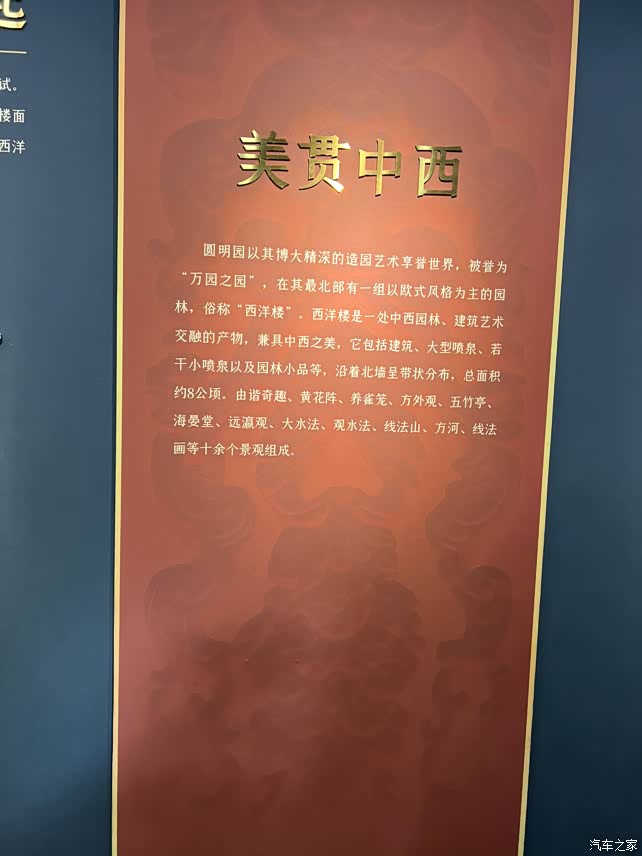 试。
楼面
西洋
美贯中西
圆明园以其博大精深的造园艺术享誉世界，被誉为
“万园之园”，在其最北部有一组以欧式风格为主的园
林，俗称“西洋楼”。西洋楼是一处中西园林、建筑艺术
交融的产物，兼具中西之美，它包括建筑、大型喷泉、若
干小喷泉以及园林小品等，沿着北墙呈带状分布，总面积
约8公顷。由谐奇趣、黄花阵、养雀笼、方外观、五竹亭、
海晏堂、远瀛观、大水法、观水法、线法山、方河、线法
画等十余个景观组成。
汽车之家